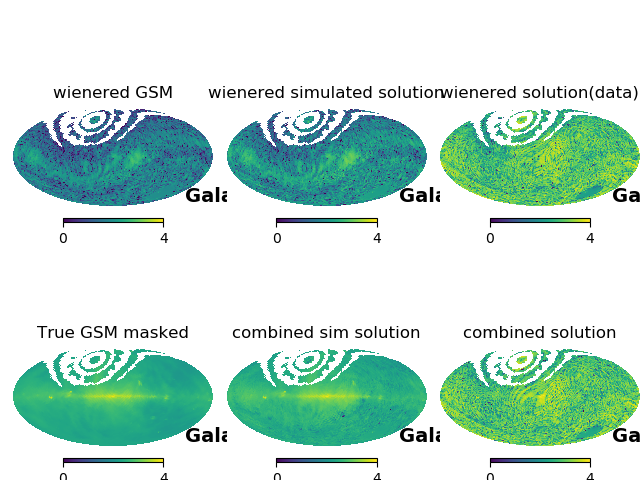 wienered GSM
wienered simulated solution
wienered solution(data)
Gala
Gala
Ga
0 4
0 4
0 4
True GSM masked
combined sim solution
combined solution
Gala
Gala
Ga
0 4
0 4
0 4